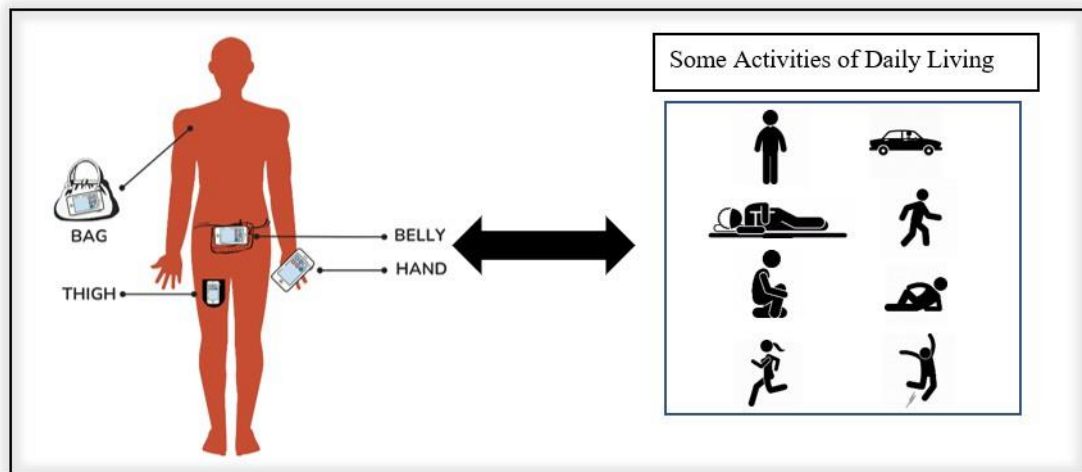 Some Activities of Daily Living
BAG
BELLY
HAND
THIGH